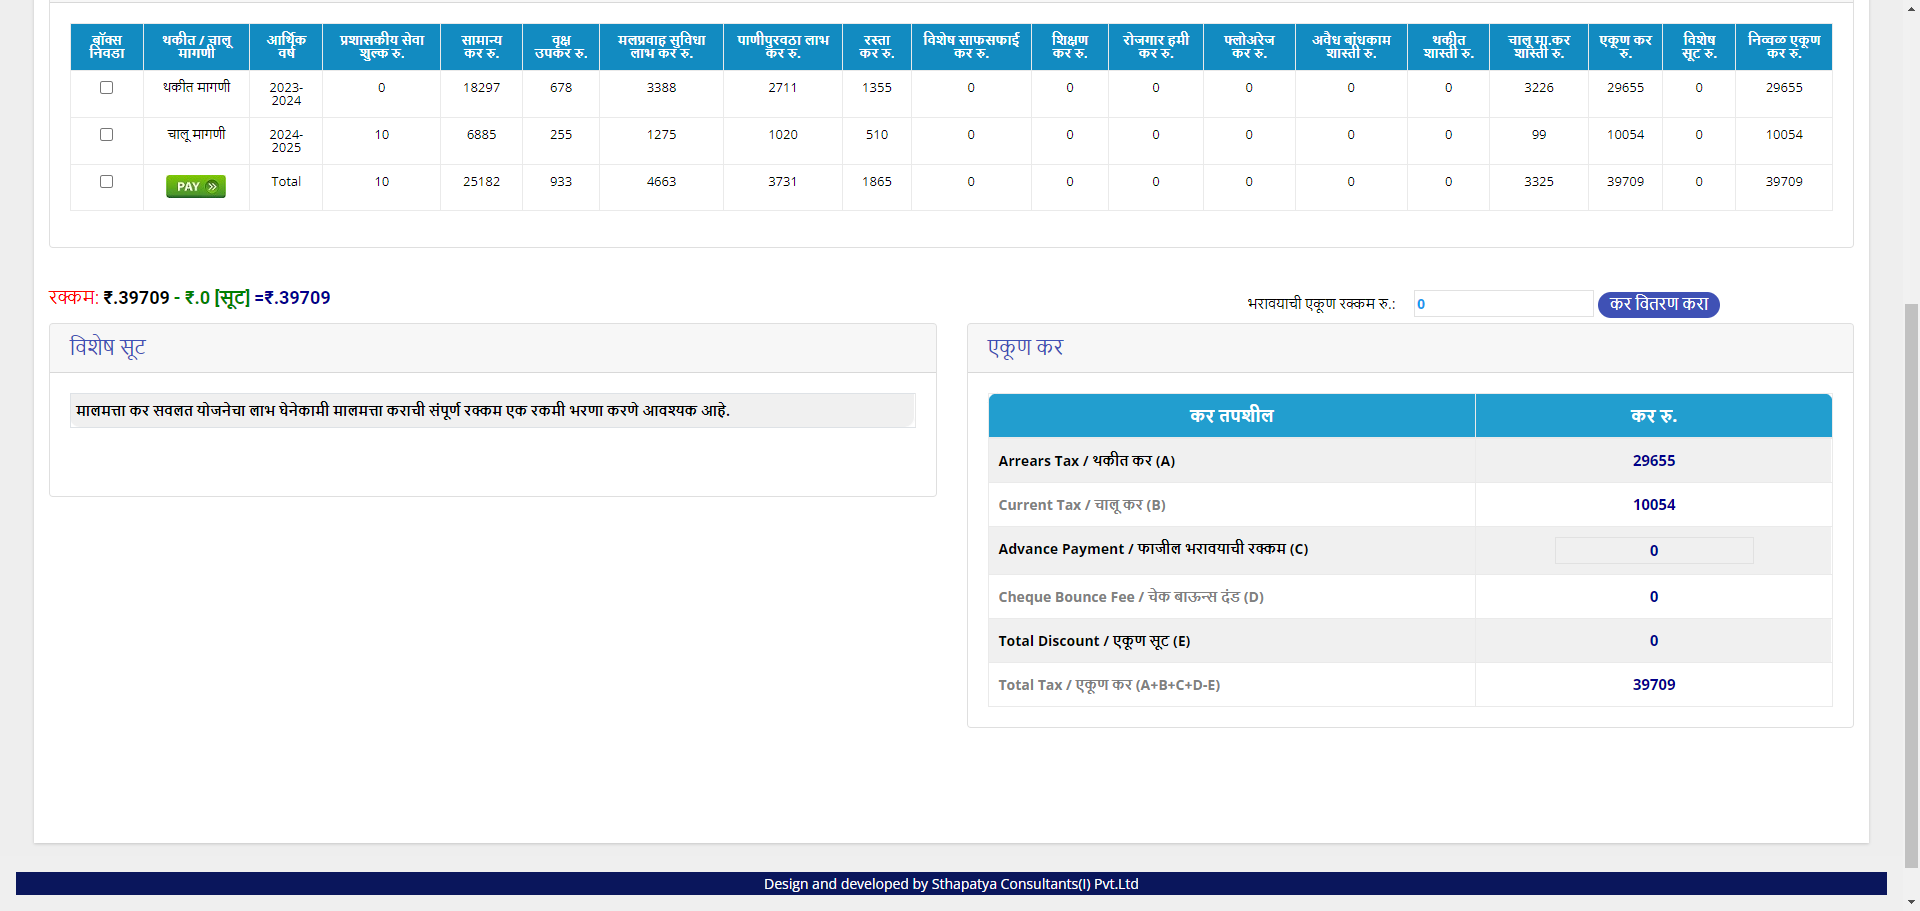 बॉक्स निवडा थकीत / चालू मागणी आर्थिक वर्ष प्रशासकीय सेवा शुल्क रु. सामान्य कर रु. वृक्ष उपकर रु. मलप्रवाह सुविधा लाभ कर रु. पाणीपुरवठा लाभ कर रु. रस्ता कर रु. विशेष साफसफाई कर रु. शिक्षण कर रु. रोजगार हमी कर रु. फ्लोअरेज कर रु. अवैध बांधकाम शास्ती रु. थकीत शास्ती रु. चालू मा.कर शास्ती रु. एकूण कर रु. विशेष सूट रु. निव्वळ एकूण कर रु.
थकीत मागणी 2023-2024 0 18297 678 3388 2711 1355 0 0 0 0 0 0 3226 29655 0 29655
चालू मागणी 2024-2025 10 6885 255 1275 1020 510 0 0 0 0 0 0 99 10054 0 10054
PAY Total 10 25182 933 4663 3731 1865 0 0 0 0 0 0 3325 39709 0 39709
रक्कम: ₹.39709 - ₹.0 [सूट] =₹.39709
भरावयाची एकूण रक्कम रु.: 0 कर वितरण करा
विशेष सूट
मालमत्ता कर सवलत योजनेचा लाभ घेनेकामी मालमत्ता कराची संपूर्ण रक्कम एक रकमी भरणा करणे आवश्यक आहे.
एकूण कर
कर तपशील कर रु.
Arrears Tax / थकीत कर (A) 29655
Current Tax / चालू कर (B) 10054
Advance Payment / फाजील भरावयाची रक्कम (C) 0
Cheque Bounce Fee / चेक बाऊन्स दंड (D) 0
Total Discount / एकूण सूट (E) 0
Total Tax / एकूण कर (A+B+C+D-E) 39709
Design and developed by Sthapatya Consultants(I) Pvt.Ltd